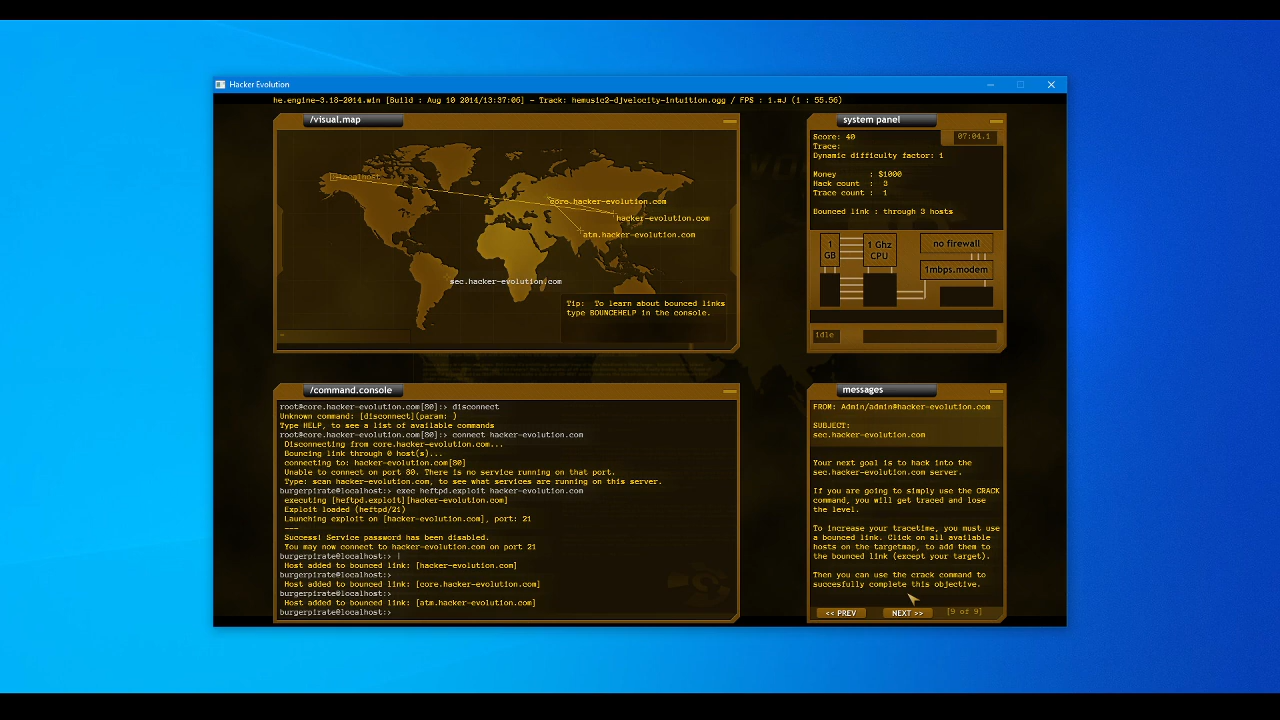 Hacker Evolution
he.engine-3.18-2014.win [Build : Aug 10 2014/13:37:06] - Track: hemusic2-djvelocity-intuition.ogg / FPS : 1.#J (1 : 55.56)
/visual.map
localhost
core.hacker-evolution.com
hacker-evolution.com
atm.hacker-evolution.com
sec.hacker-evolution.com
Tip: To learn about bounced links
type BOUNCEHELP in the console.
system panel
Score: 40
07:04.1
Trace:
Dynamic difficulty factor: 1
Money : $1000
Hack count : 3
Trace count : 1
Bounced link : through 3 hosts
1 GB
1 Ghz CPU
no firewall
1mbps.modem
idle
/command.console
root@core.hacker-evolution.com[80]:> disconnect
Unknown command: [disconnect](param: )
Type HELP, to see a list of available commands
root@core.hacker-evolution.com[80]:> connect hacker-evolution.com
Disconnecting from core.hacker-evolution.com...
Bouncing link through 0 host(s)...
connecting to: hacker-evolution.com[80]
Unable to connect on port 80. There is no service running on that port.
Type: scan hacker-evolution.com, to see what services are running on this server.
burgerpirate@localhost:> exec heftpd.exploit hacker-evolution.com
executing [heftpd.exploit][hacker-evolution.com]
Exploit loaded (heftpd/21)
Launching exploit on [hacker-evolution.com], port: 21
---
Success! Service password has been disabled.
You may now connect to hacker-evolution.com on port 21
burgerpirate@localhost:> |
Host added to bounced link: [hacker-evolution.com]
burgerpirate@localhost:>
Host added to bounced link: [core.hacker-evolution.com]
burgerpirate@localhost:>
Host added to bounced link: [atm.hacker-evolution.com]
burgerpirate@localhost:>
messages
FROM: Admin/admin@hacker-evolution.com
SUBJECT:
sec.hacker-evolution.com
Your next goal is to hack into the
sec.hacker-evolution.com server.
If you are going to simply use the CRACK
command, you will get traced and lose
the level.
To increase your tracetime, you must use
a bounced link. Click on all available
hosts on the targetmap, to add them to
the bounced link (except your target).
Then you can use the crack command to
succesfully complete this objective.
<< PREV
NEXT >>
[9 of 9]